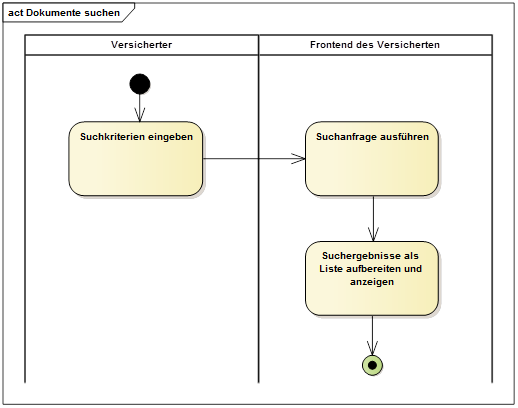 act Dokumente suchen
Versicherter
Frontend des Versicherten
Suchkriterien eingeben
Suchanfrage ausführen
Suchergebnisse als
Liste aufbereiten und
anzeigen